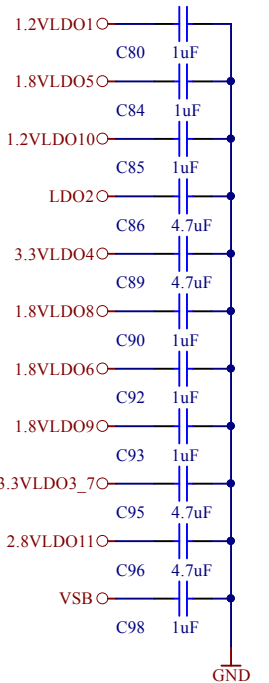 1.2VLDO1
C80 1uF
1.8VLDO5
C84 1uF
1.2VLDO10
C85 1uF
LDO2
C86 4.7uF
3.3VLDO4
C89 4.7uF
1.8VLDO8
C90 1uF
1.8VLDO6
C92 1uF
1.8VLDO9
C93 1uF
3.3VLDO3_7
C95 4.7uF
2.8VLDO11
C96 4.7uF
VSB
C98 1uF
GND